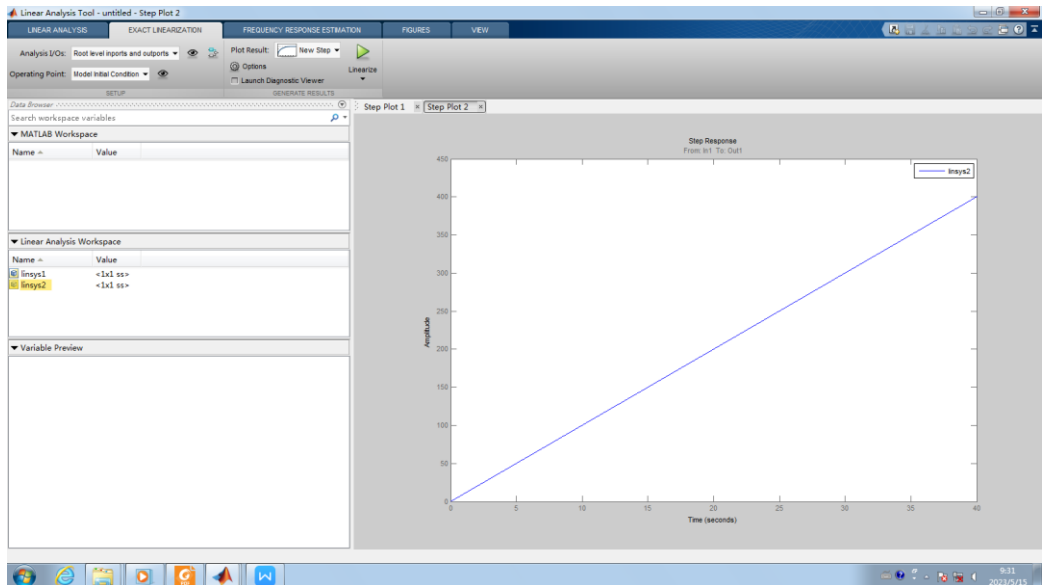 Linear Analysis Tool - untitled - Step Plot 2
LINEAR ANALYSIS EXACT LINEARIZATION FREQUENCY RESPONSE ESTIMATION FIGURES VIEW
Analysis I/Os: Root level inports and outports
Operating Point: Model Initial Condition
SETUP
Plot Result: New Step
Options
Launch Diagnostic Viewer
Linearize
GENERATE RESULTS
Data Browser
Search workspace variables
MATLAB Workspace
Name Value
Linear Analysis Workspace
Name Value
linsys1 <1x1 ss>
linsys2 <1x1 ss>
Variable Preview
Step Plot 1 Step Plot 2
Step Response
From: In1 To: Out1
linsys2
Amplitude
450
400
350
300
250
200
150
100
50
0
0 5 10 15 20 25 30 35 40
Time (seconds)
9:31
2023/5/15